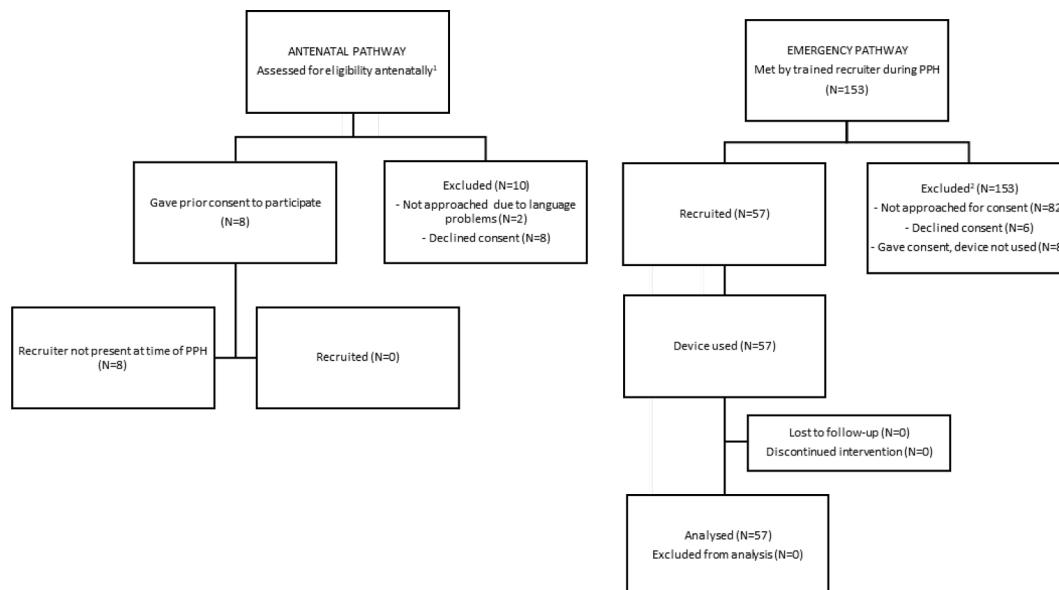 ANTENATAL PATHWAY
Assessed for eligibility antenatally¹
EMERGENCY PATHWAY
Met by trained recruiter during PPH
(N=153)
Gave prior consent to participate
(N=8)
Excluded (N=10)
- Not approached due to language
problems (N=2)
- Declined consent (N=8)
Recruited (N=57)
Excluded² (N=153)
- Not approached for consent (N=82
- Declined consent (N=6)
- Gave consent, device not used (N=8
Recruiter not present at time of PPH
(N=8)
Recruited (N=0)
Device used (N=57)
Lost to follow-up (N=0)
Discontinued intervention (N=0)
Analysed (N=57)
Excluded from analysis (N=0)